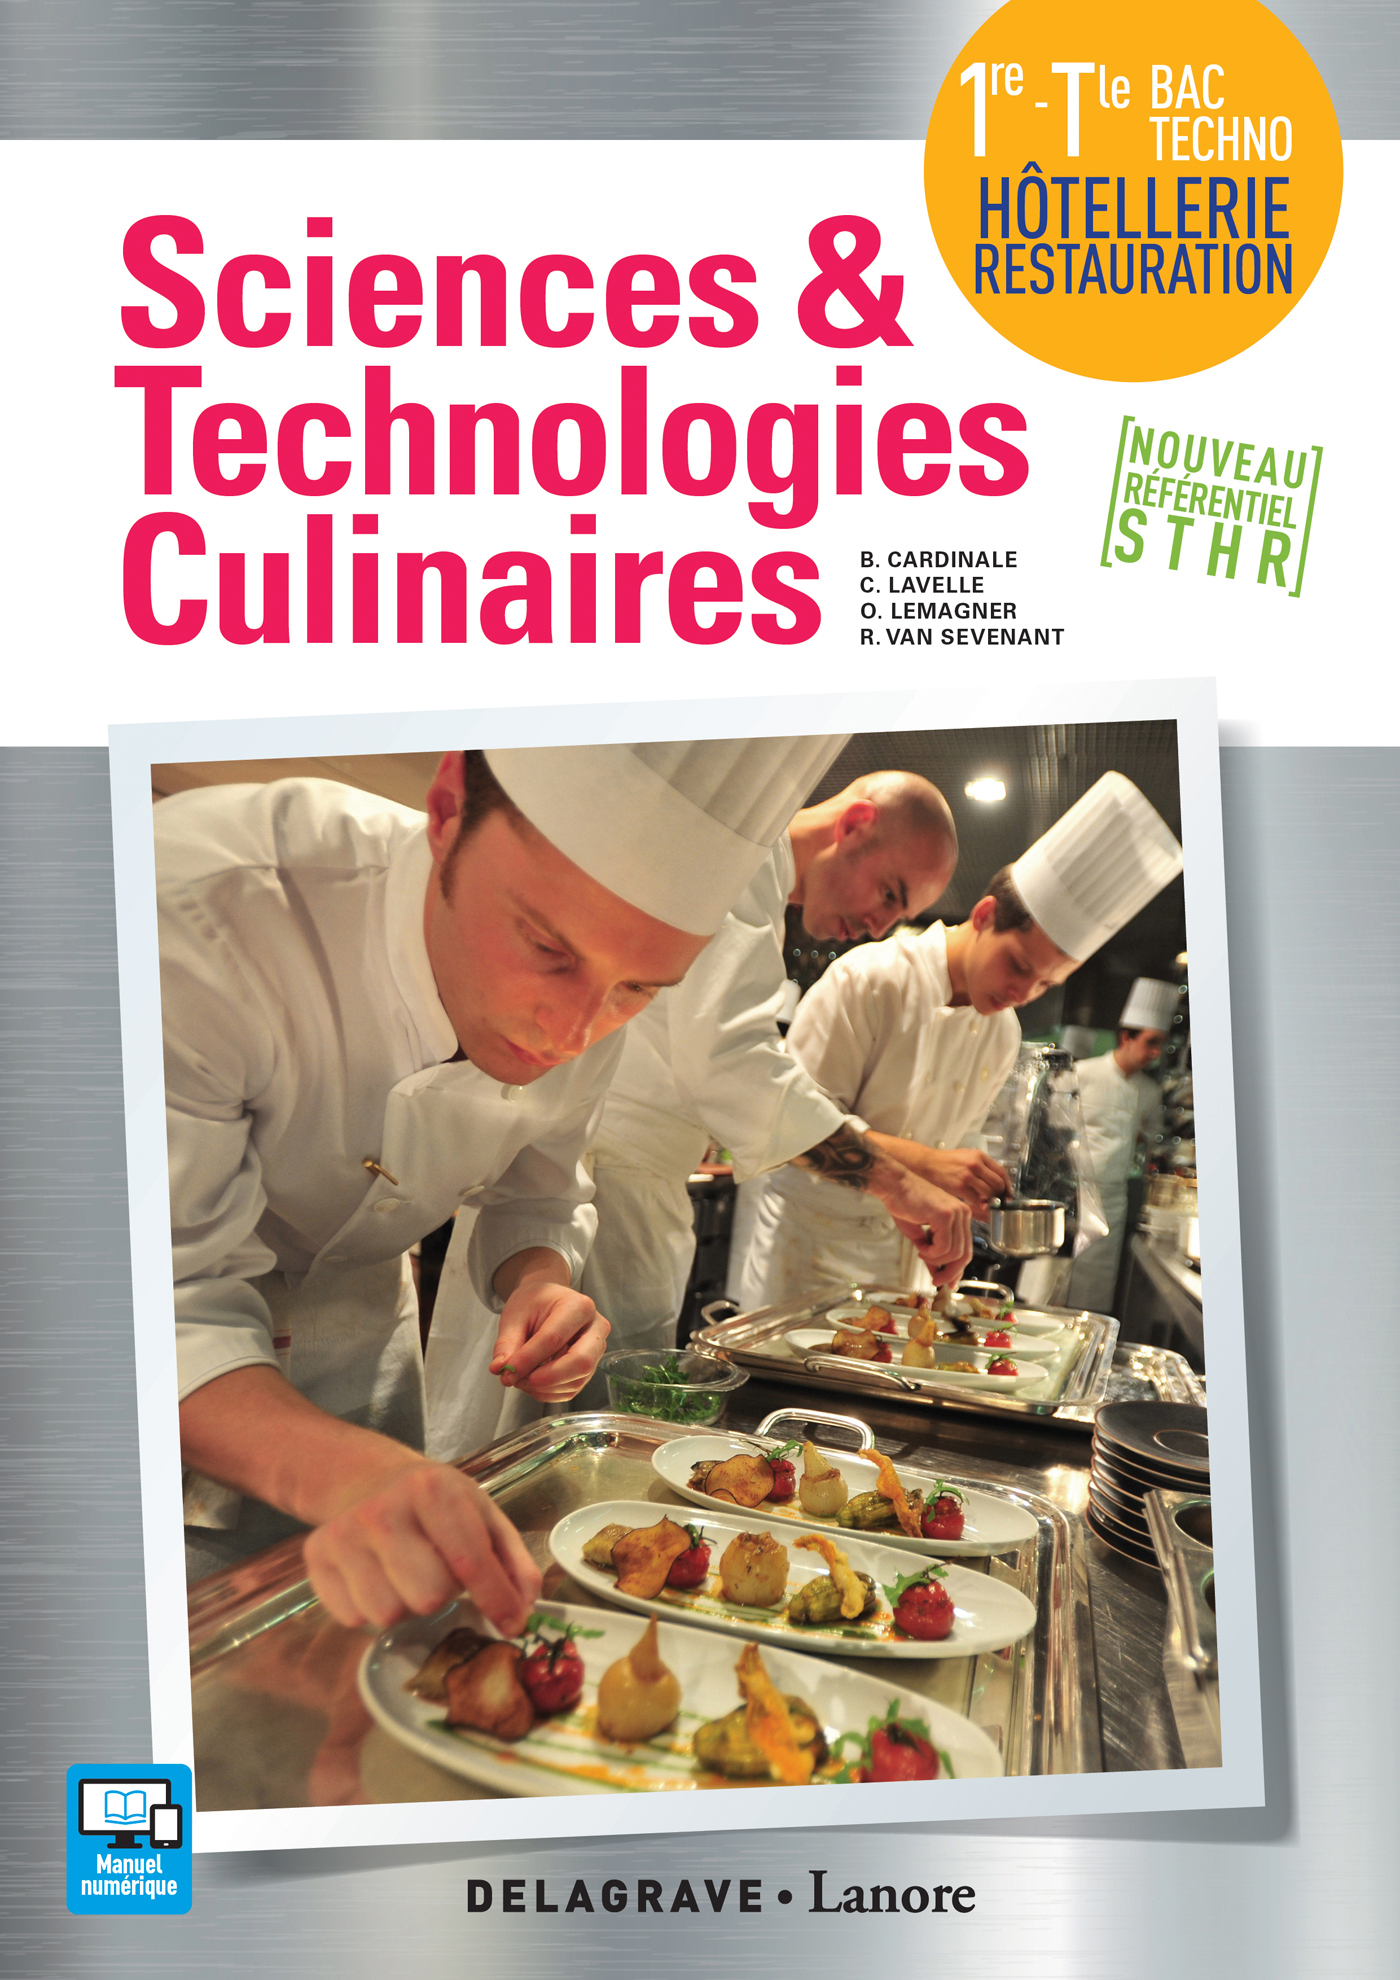 1re - Tle BAC
TECHNO
HÔTELLERIE
RESTAURATION
Sciences &
Technologies
Culinaires
[NOUVEAU
RÉFÉRENTIEL
STHR]
B. CARDINALE
C. LAVELLE
O. LEMAGNER
R. VAN SEVENANT
Manuel
numérique
DELAGRAVE • Lanore